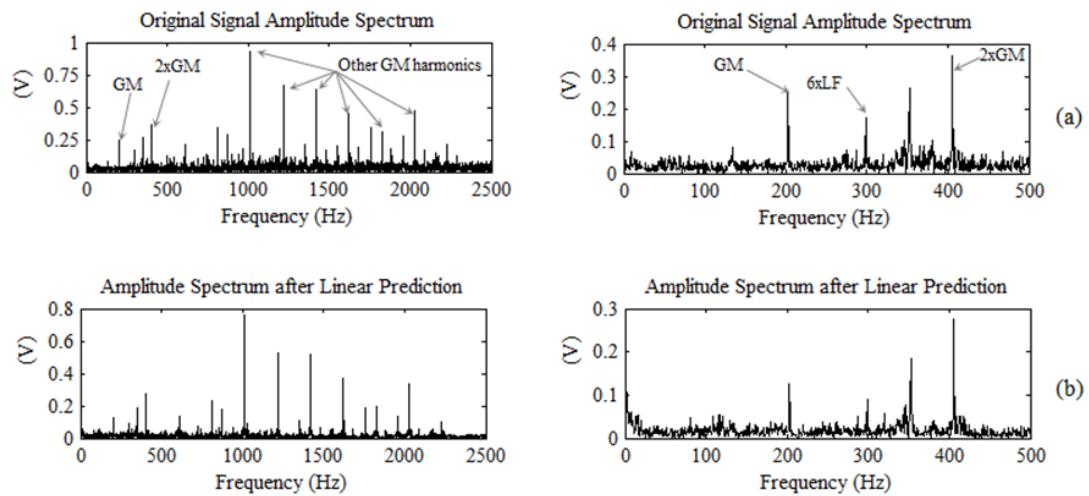 Original Signal Amplitude Spectrum
1
0.75
0.5
0.25
0
(V)
GM
2xGM
Other GM harmonics
0 500 1000 1500 2000 2500
Frequency (Hz)
Original Signal Amplitude Spectrum
0.4
0.3
0.2
0.1
0
(V)
GM
6xLF
2xGM
0 100 200 300 400 500
Frequency (Hz)
(a)
Amplitude Spectrum after Linear Prediction
0.8
0.6
0.4
0.2
0
(V)
0 500 1000 1500 2000 2500
Frequency (Hz)
Amplitude Spectrum after Linear Prediction
0.3
0.2
0.1
0
(V)
0 100 200 300 400 500
Frequency (Hz)
(b)